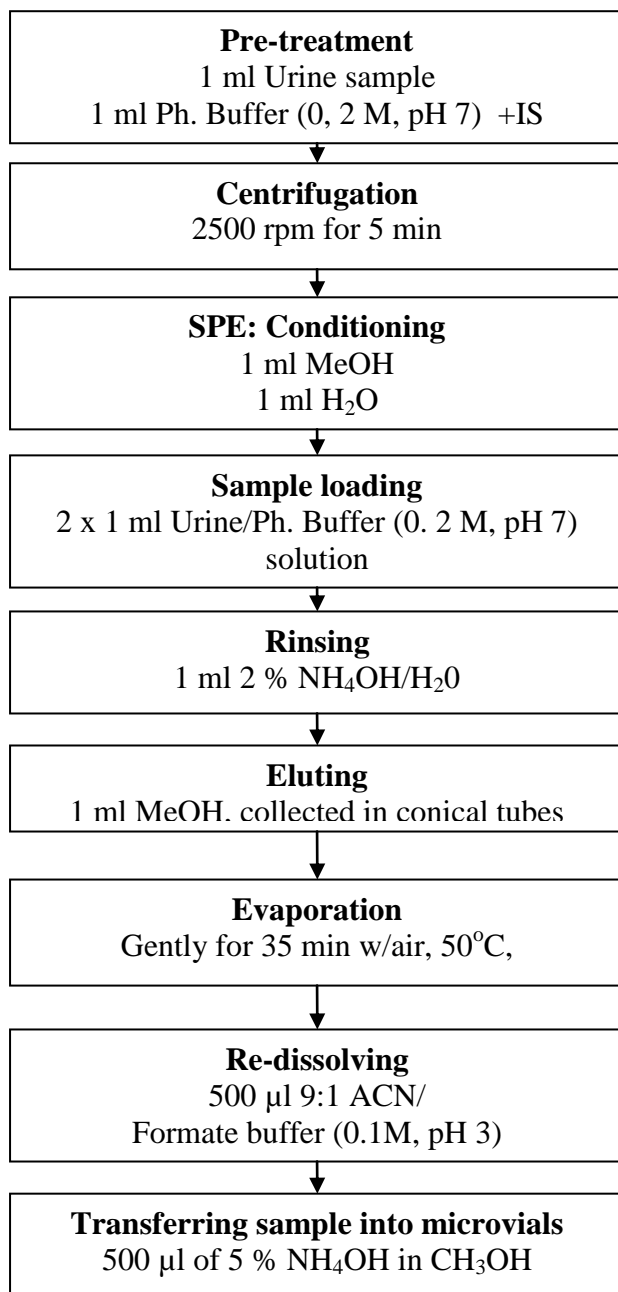 Pre-treatment
1 ml Urine sample
1 ml Ph. Buffer (0, 2 M, pH 7)  +IS
Centrifugation
2500 rpm for 5 min
SPE: Conditioning
1 ml MeOH
1 ml H₂O
Sample loading
2 x 1 ml Urine/Ph. Buffer (0. 2 M, pH 7)
solution
Rinsing
1 ml 2 % NH₄OH/H₂0
Eluting
1 ml MeOH, collected in conical tubes
Evaporation
Gently for 35 min w/air, 50°C,
Re-dissolving
500 µl 9:1 ACN/
Formate buffer (0.1M, pH 3)
Transferring sample into microvials
500 µl of 5 % NH₄OH in CH₃OH